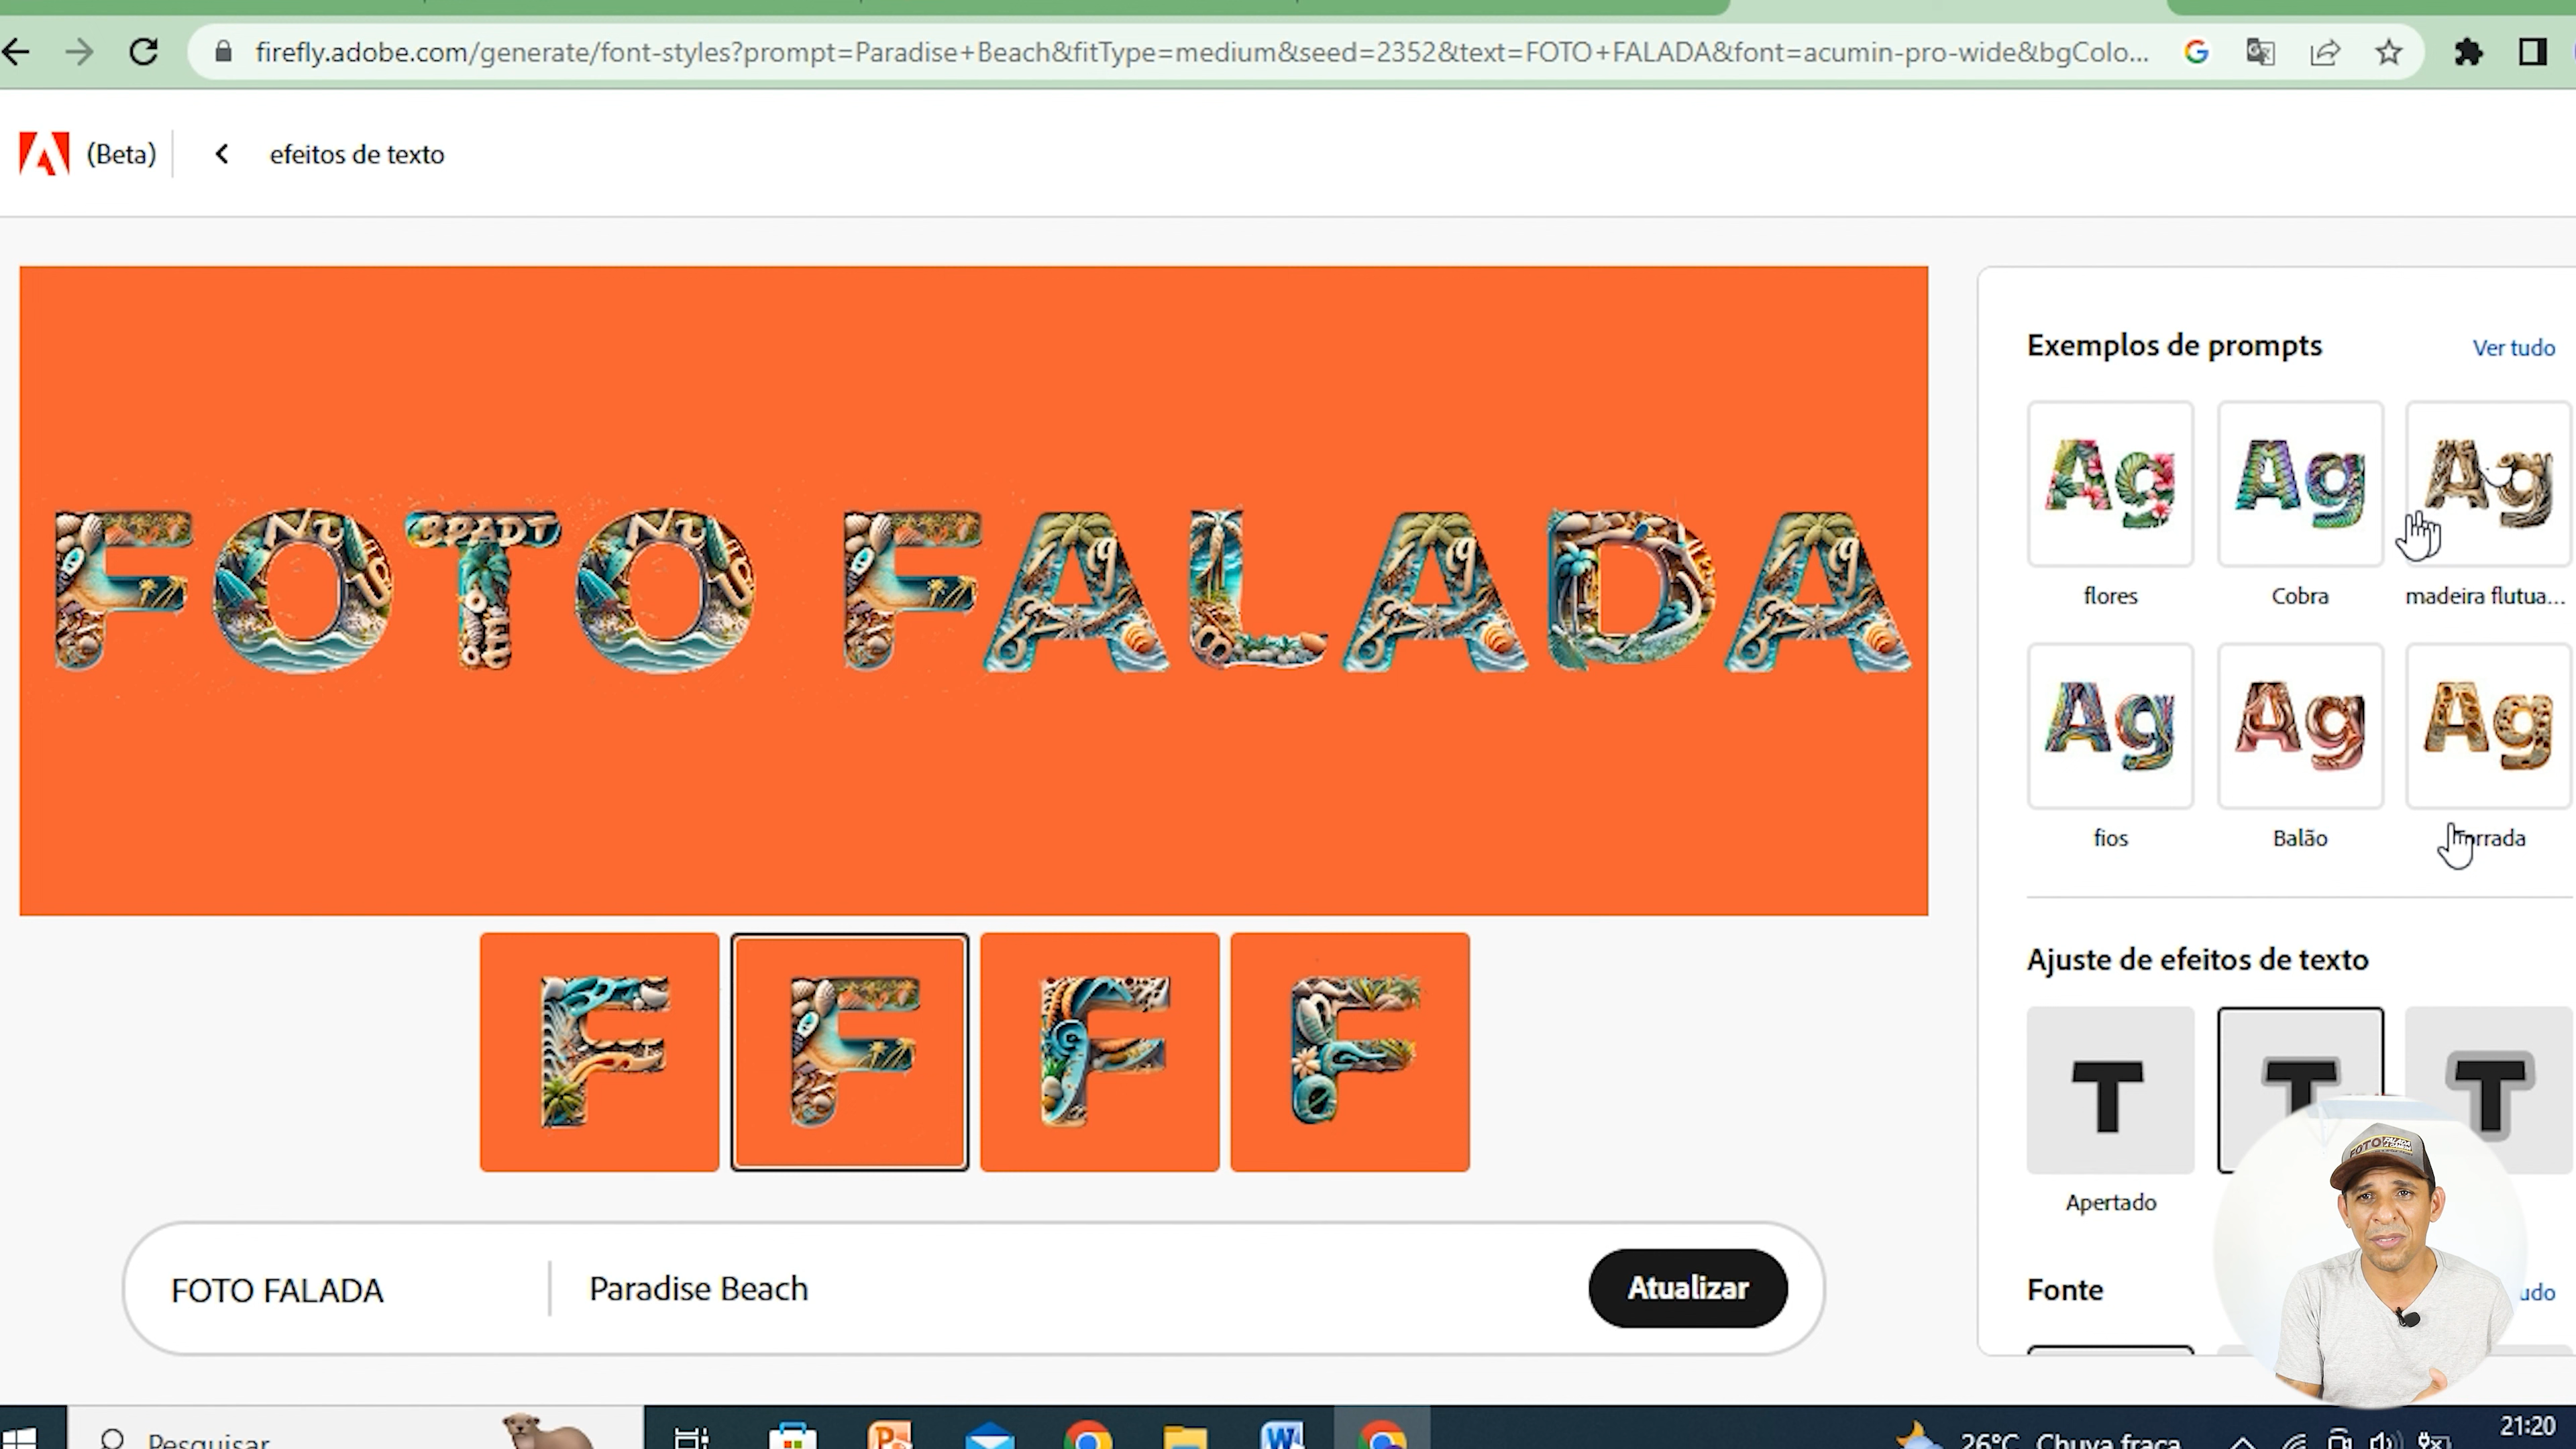 firefly.adobe.com/generate/font-styles?prompt=Paradise+Beach&fitType=medium&seed=2352&text=FOTO+FALADA&font=acumin-pro-wide&bgColo...
(Beta)
efeitos de texto
FOTO FALADA
Exemplos de prompts
Ver tudo
Ag Ag Ag
flores Cobra madeira flutua...
Ag Ag Ag
fios Balão
F F F F
Ajuste de efeitos de texto
T T T
Apertado
FOTO FALADA
Paradise Beach
Atualizar
Fonte
FOTO
Pesquisar
26°C Chuva fraca
21:20